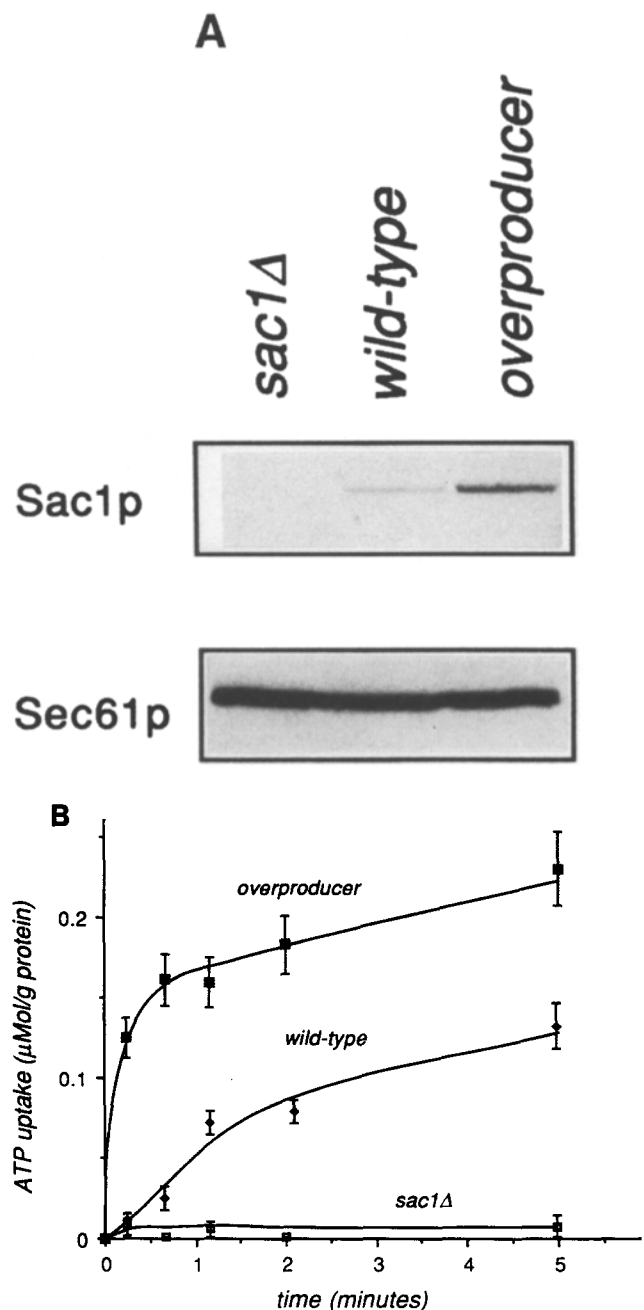 A
sac1Δ
wild-type
overproducer
Sac1p
Sec61p
B
ATP uptake (µMol/g protein)
0.2
0.1
0
overproducer
wild-type
sac1Δ
0 1 2 3 4 5
time (minutes)